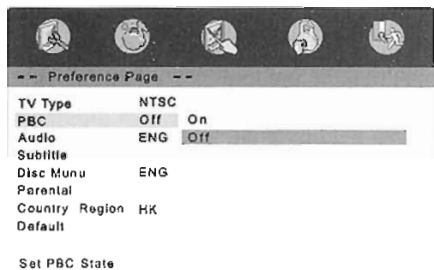 -- Preference Page --
TV Type NTSC
PBC Off On
Audio ENG Off
Subtitle
Disc Munu ENG
Parental
Country Region HK
Default
Set PBC State